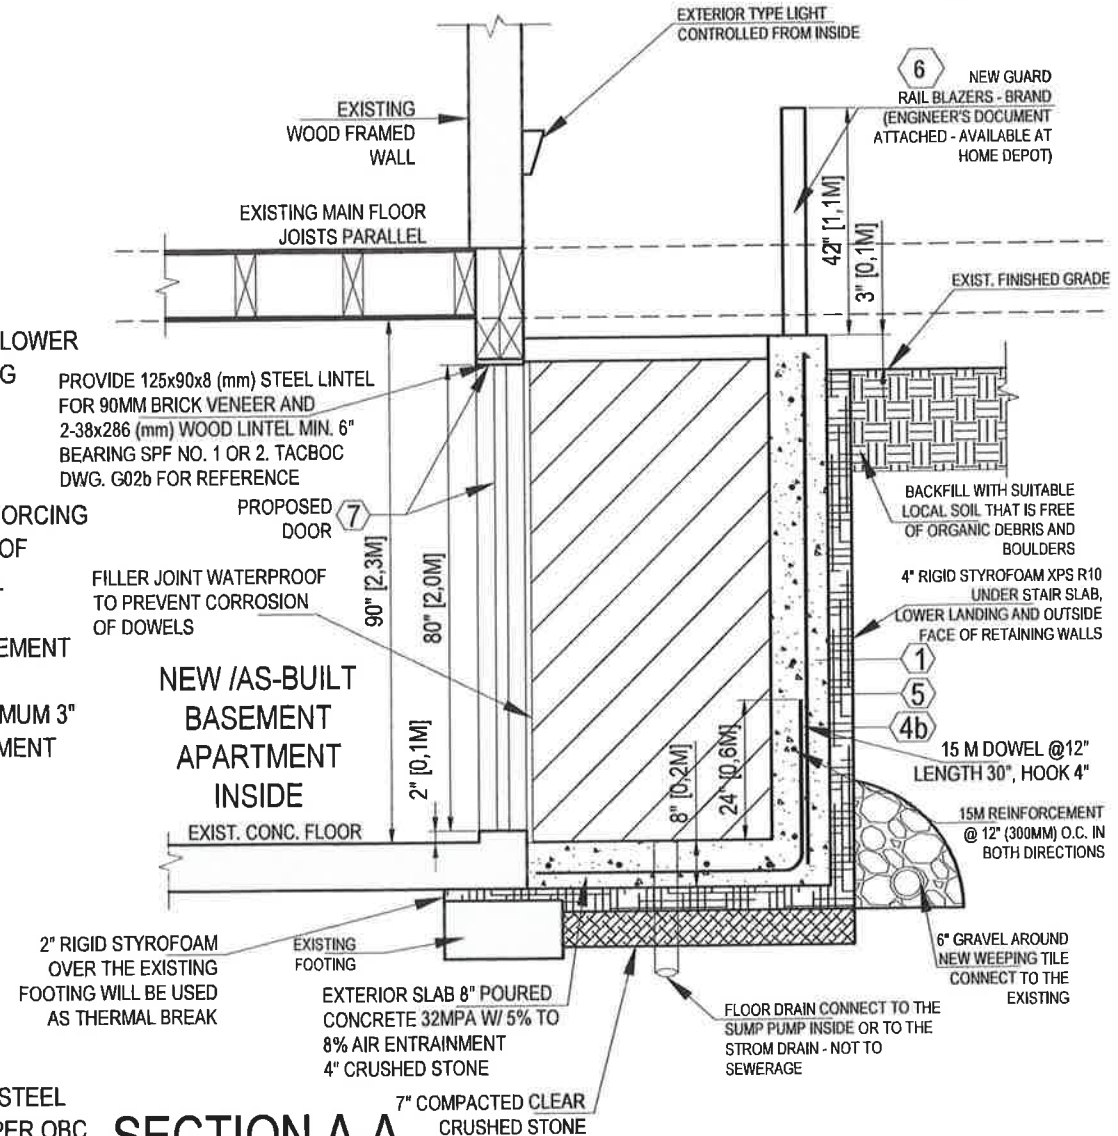 EXTERIOR TYPE LIGHT
CONTROLLED FROM INSIDE
6
NEW GUARD
RAIL BLAZERS - BRAND
(ENGINEER'S DOCUMENT
ATTACHED - AVAILABLE AT
HOME DEPOT)
EXISTING
WOOD FRAMED
WALL
EXISTING MAIN FLOOR
JOISTS PARALLEL
42" [1,1M]
3" [0,1M]
EXIST. FINISHED GRADE
LOWER
G
PROVIDE 125x90x8 (mm) STEEL LINTEL
FOR 90MM BRICK VENEER AND
2-38x286 (mm) WOOD LINTEL MIN. 6"
BEARING SPF NO. 1 OR 2. TACBOC
DWG. G02b FOR REFERENCE
PROPOSED
DOOR
7
ORCING
OF
90" [2,3M]
80" [2,0M]
BACKFILL WITH SUITABLE
LOCAL SOIL THAT IS FREE
OF ORGANIC DEBRIS AND
BOULDERS
FILLER JOINT WATERPROOF
TO PREVENT CORROSION
OF DOWELS
4" RIGID STYROFOAM XPS R10
UNDER STAIR SLAB,
LOWER LANDING AND OUTSIDE
FACE OF RETAINING WALLS
EMENT
MUM 3"
MENT
NEW /AS-BUILT
BASEMENT
APARTMENT
INSIDE
1
5
4b
2" [0,1M]
8" [0,2M]
24" [0,6M]
15 M DOWEL @12"
LENGTH 30", HOOK 4"
15M REINFORCEMENT
@ 12" (300MM) O.C. IN
BOTH DIRECTIONS
EXIST. CONC. FLOOR
2" RIGID STYROFOAM
OVER THE EXISTING
FOOTING WILL BE USED
AS THERMAL BREAK
EXISTING
FOOTING
EXTERIOR SLAB 8" POURED
CONCRETE 32MPA W/ 5% TO
8% AIR ENTRAINMENT
4" CRUSHED STONE
6" GRAVEL AROUND
NEW WEEPING TILE
CONNECT TO THE
EXISTING
FLOOR DRAIN CONNECT TO THE
SUMP PUMP INSIDE OR TO THE
STROM DRAIN - NOT TO
SEWERAGE
7" COMPACTED CLEAR
CRUSHED STONE
STEEL
PER OBC
SECTION A-A